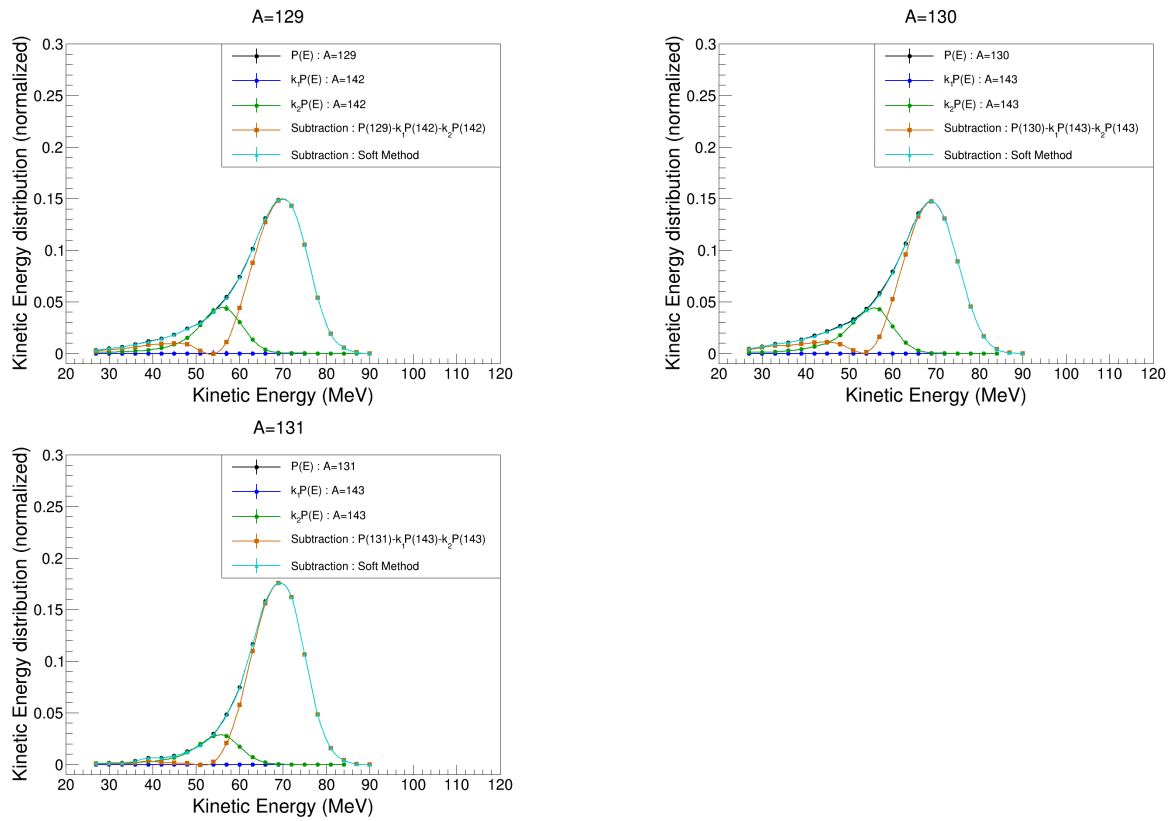 A=129
Kinetic Energy distribution (normalized)
0.3
0.25
0.2
0.15
0.1
0.05
0
P(E) : A=129
k₁P(E) : A=142
k₂P(E) : A=142
Subtraction : P(129)-k₁P(142)-k₂P(142)
Subtraction : Soft Method
20 30 40 50 60 70 80 90 100 110 120
Kinetic Energy (MeV)
A=130
Kinetic Energy distribution (normalized)
0.3
0.25
0.2
0.15
0.1
0.05
0
P(E) : A=130
k₁P(E) : A=143
k₂P(E) : A=143
Subtraction : P(130)-k₁P(143)-k₂P(143)
Subtraction : Soft Method
20 30 40 50 60 70 80 90 100 110 120
Kinetic Energy (MeV)
A=131
Kinetic Energy distribution (normalized)
0.3
0.25
0.2
0.15
0.1
0.05
0
P(E) : A=131
k₁P(E) : A=143
k₂P(E) : A=143
Subtraction : P(131)-k₁P(143)-k₂P(143)
Subtraction : Soft Method
20 30 40 50 60 70 80 90 100 110 120
Kinetic Energy (MeV)